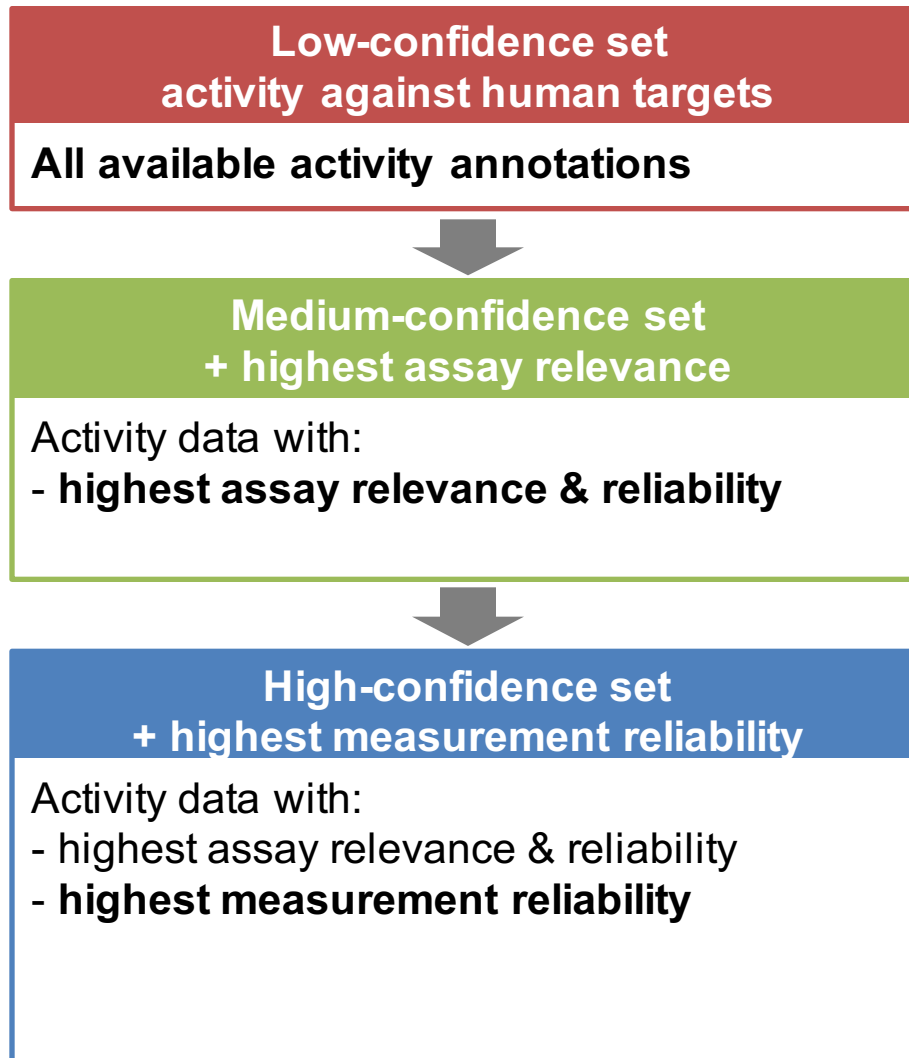 Low-confidence set
activity against human targets
All available activity annotations
Medium-confidence set
+ highest assay relevance
Activity data with:
- highest assay relevance & reliability
High-confidence set
+ highest measurement reliability
Activity data with:
- highest assay relevance & reliability
- highest measurement reliability